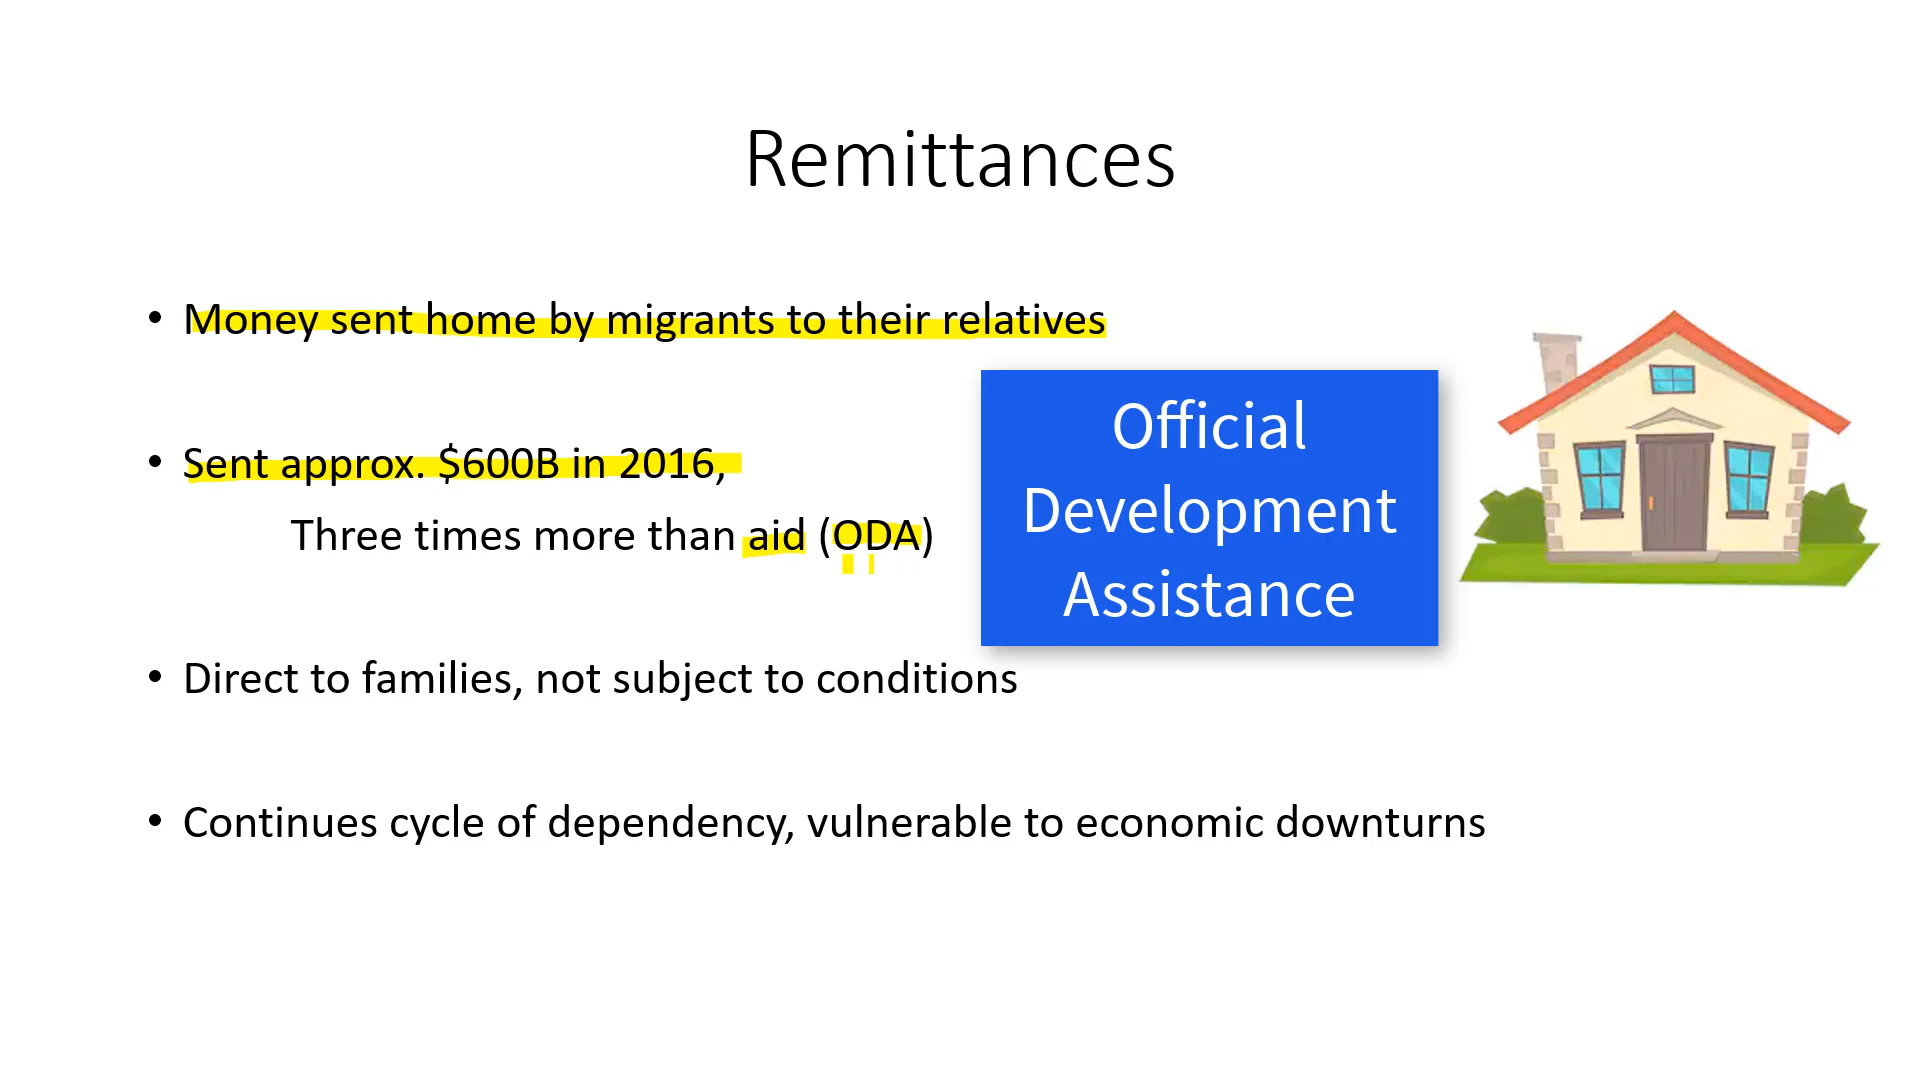 Remittances
• Money sent home by migrants to their relatives
• Sent approx. $600B in 2016,
Three times more than aid (ODA)
Official
Development
Assistance
• Direct to families, not subject to conditions
• Continues cycle of dependency, vulnerable to economic downturns